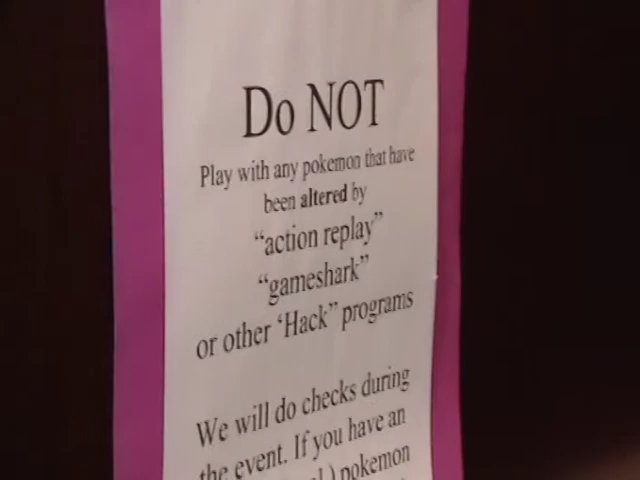 Do NOT
Play with any pokemon that have
been altered by
“action replay”
“gameshark”
or other ‘Hack” programs
We will do checks during
the event. If you have an
) pokemon